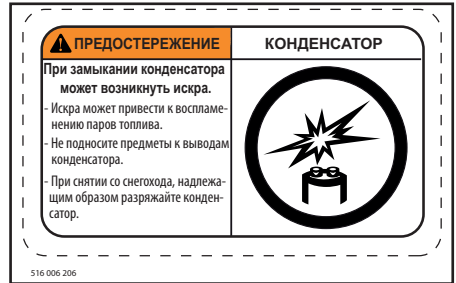 ПРЕДОСТЕРЕЖЕНИЕ
КОНДЕНСАТОР
При замыкании конденсатора
может возникнуть искра.
- Искра может привести к воспламе-
нению паров топлива.
- Не подносите предметы к выводам
конденсатора.
- При снятии со снегохода, надлежа-
щим образом разряжайте конден-
сатор.
516 006 206